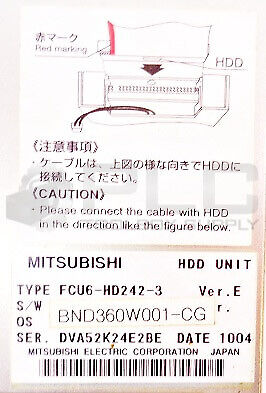 赤マーク
Red marking
HDD
《注意事項》
・ケーブルは、上図の様な向きでHDDに
接続してください。
《CAUTION》
・Please connect the cable with HDD
in the direction like the figure below.
MITSUBISHI HDD UNIT
TYPE FCU6-HD242-3 Ver.E
S/W BND360W001-CG r.
OS
SER. DVA52K24E2BE DATE 1004
MITSUBISHI ELECTRIC CORPORATION JAPAN